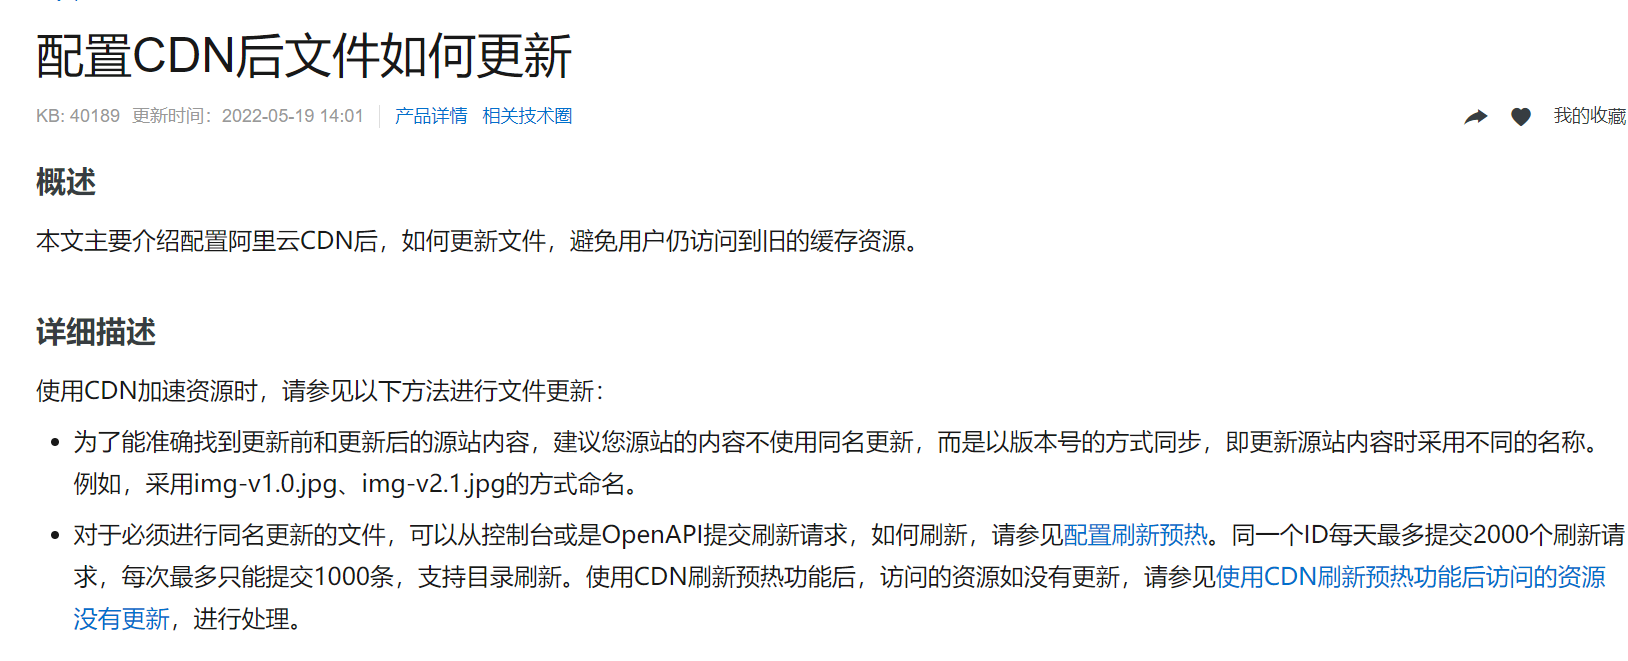 配置CDN后文件如何更新
KB: 40189 更新时间：2022-05-19 14:01 产品详情 相关技术圈 我的收藏
概述
本文主要介绍配置阿里云CDN后，如何更新文件，避免用户仍访问到旧的缓存资源。
详细描述
使用CDN加速资源时，请参见以下方法进行文件更新：
为了能准确找到更新前和更新后的源站内容，建议您源站的内容不使用同名更新，而是以版本号的方式同步，即更新源站内容时采用不同的名称。
例如，采用img-v1.0.jpg、img-v2.1.jpg的方式命名。
对于必须进行同名更新的文件，可以从控制台或是OpenAPI提交刷新请求，如何刷新，请参见配置刷新预热。同一个ID每天最多提交2000个刷新请
求，每次最多只能提交1000条，支持目录刷新。使用CDN刷新预热功能后，访问的资源如没有更新，请参见使用CDN刷新预热功能后访问的资源
没有更新，进行处理。